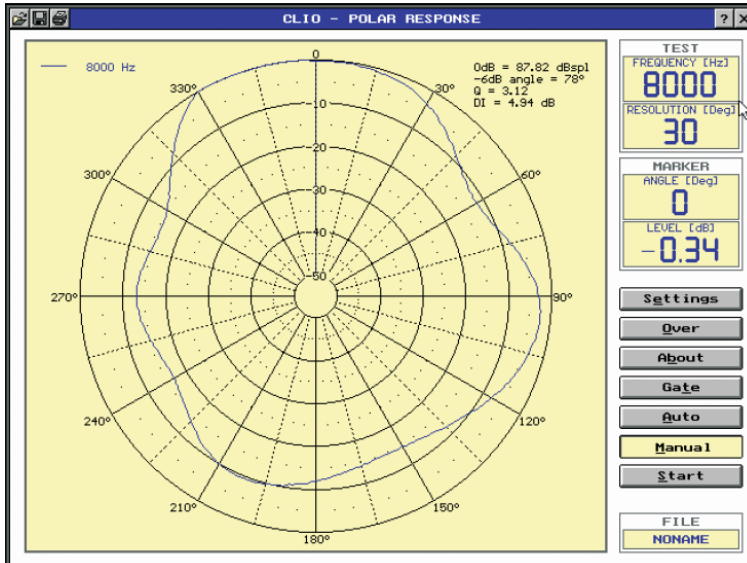 CLIO - POLAR RESPONSE
?
8000 Hz
0dB = 87.82 dBspl
-6dB angle = 78°
Q = 3.12
DI = 4.94 dB
0
330°
30°
-10
-20
300°
60°
-30
-40
-50
270°
90°
240°
120°
210°
150°
180°
TEST
FREQUENCY [Hz]
8000
RESOLUTION [Deg]
30
MARKER
ANGLE [Deg]
0
LEVEL [dB]
-0.34
Settings
Over
About
Gate
Auto
Manual
Start
FILE
NONAME